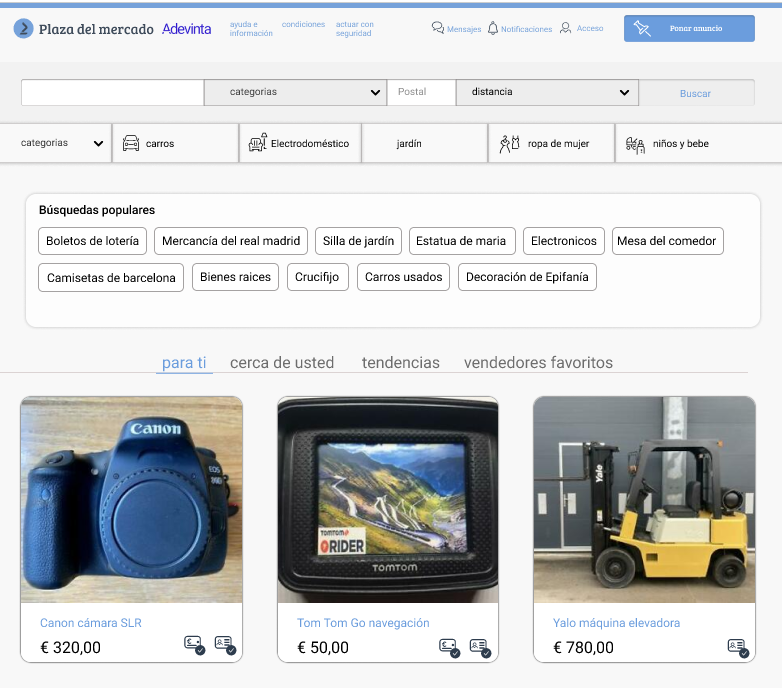 Plaza del mercado Adevinta
ayuda e información
condiciones
actuar con seguridad
Mensajes
Notificaciones
Acceso
Ponar anuncio
categorias
Postal
distancia
Buscar
categorias
carros
Electrodoméstico
jardín
ropa de mujer
niños y bebe
Búsquedas populares
Boletos de lotería
Mercancía del real madrid
Silla de jardín
Estatua de maria
Electronicos
Mesa del comedor
Camisetas de barcelona
Bienes raices
Crucifijo
Carros usados
Decoración de Epifanía
para ti
cerca de usted
tendencias
vendedores favoritos
Canon
EOS
TOMTOM
RIDER
TOMTOM
Yale
Canon cámara SLR
€ 320,00
Tom Tom Go navegación
€ 50,00
Yalo máquina elevadora
€ 780,00